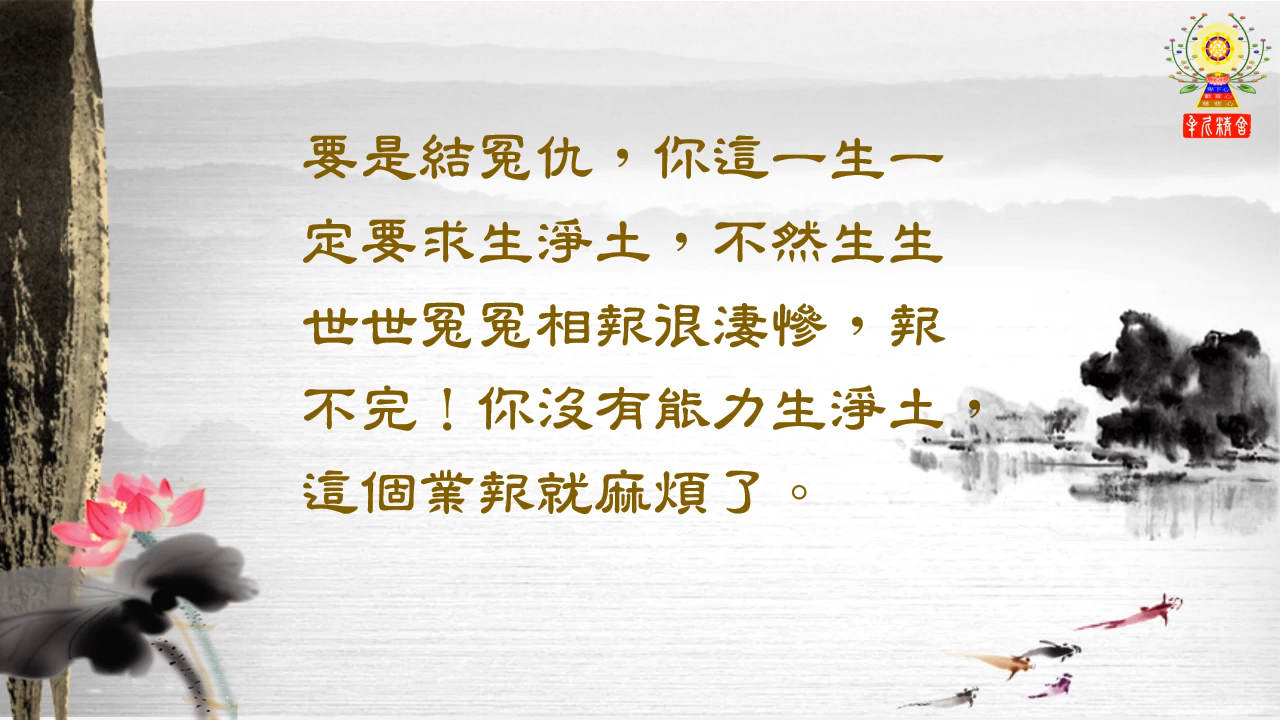 要是結冤仇，你這一生一
定要求生淨土，不然生生
世世冤冤相報很淒慘，報
不完！你沒有能力生淨土，
這個業報就麻煩了。